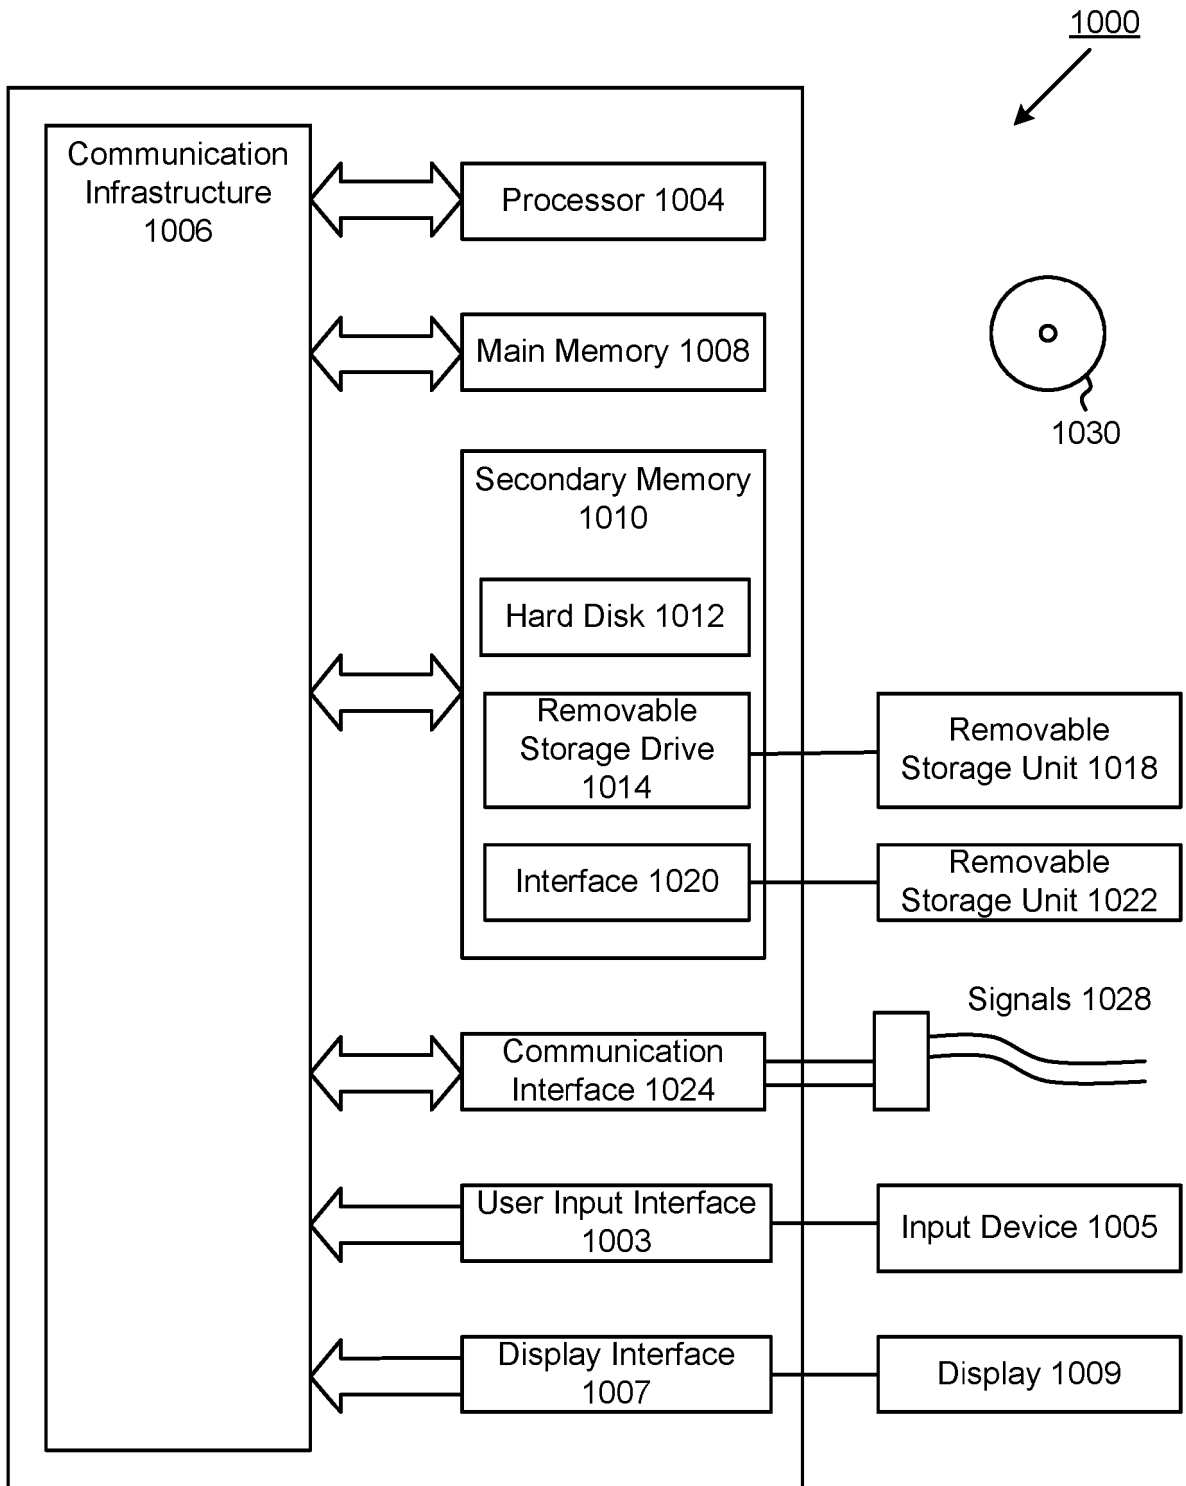 1000
Communication
Infrastructure
1006
Processor 1004
Main Memory 1008
1030
Secondary Memory
1010
Hard Disk 1012
Removable
Storage Drive
1014
Removable
Storage Unit 1018
Interface 1020
Removable
Storage Unit 1022
Signals 1028
Communication
Interface 1024
User Input Interface
1003
Input Device 1005
Display Interface
1007
Display 1009